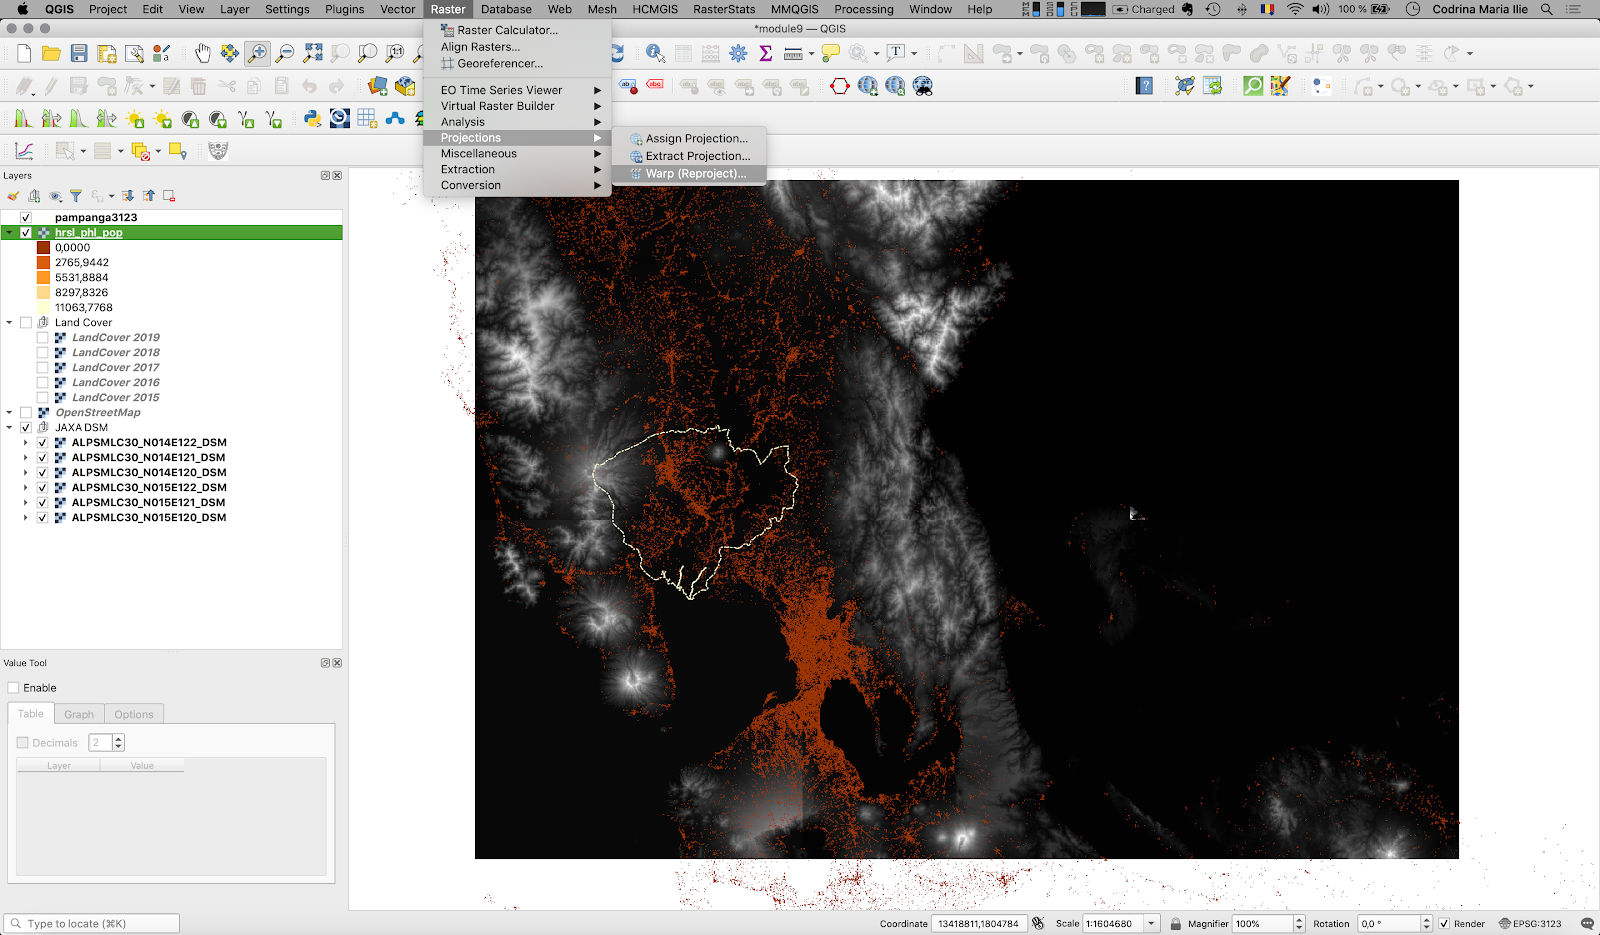 QGIS Project Edit View Layer Settings Plugins Vector Raster Database Web Mesh HCMGIS RasterStats MMQGIS Processing Window Help Charged 100 % Codrina Maria Ilie
*module9 — QGIS
Raster Calculator...
Align Rasters...
Georeferencer...
EO Time Series Viewer
Virtual Raster Builder
Analysis
Projections
Miscellaneous
Extraction
Conversion
Assign Projection...
Extract Projection...
Warp (Reproject)...
Layers
pampanga3123
hrsl_phl_pop
0,0000
2765,9442
5531,8884
8297,8326
11063,7768
Land Cover
LandCover 2019
LandCover 2018
LandCover 2017
LandCover 2016
LandCover 2015
OpenStreetMap
JAXA DSM
ALPSMLC30_N014E122_DSM
ALPSMLC30_N014E121_DSM
ALPSMLC30_N014E120_DSM
ALPSMLC30_N015E122_DSM
ALPSMLC30_N015E121_DSM
ALPSMLC30_N015E120_DSM
Value Tool
Enable
Table Graph Options
Decimals 2
Layer Value
Type to locate (⌘K)
Coordinate 13418811,1804784 Scale 1:1604680 Magnifier 100% Rotation 0,0 ° Render EPSG:3123